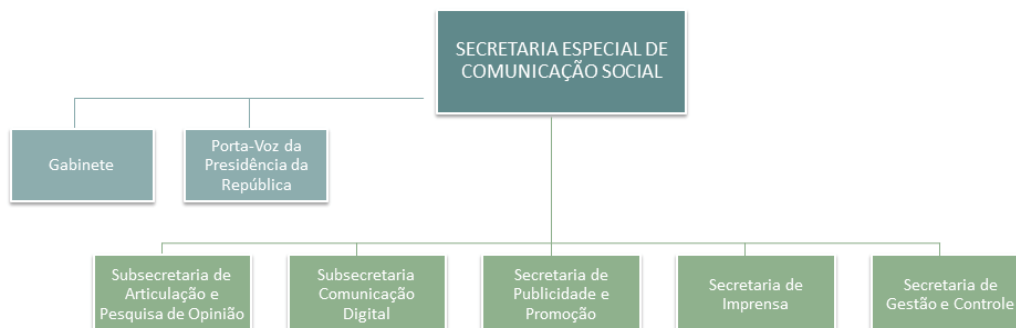 SECRETARIA ESPECIAL DE
COMUNICAÇÃO SOCIAL
Gabinete
Porta-Voz da
Presidência da
República
Subsecretaria de
Articulação e
Pesquisa de Opinião
Subsecretaria
Comunicação
Digital
Secretaria de
Publicidade e
Promoção
Secretaria de
Imprensa
Secretaria de
Gestão e Controle